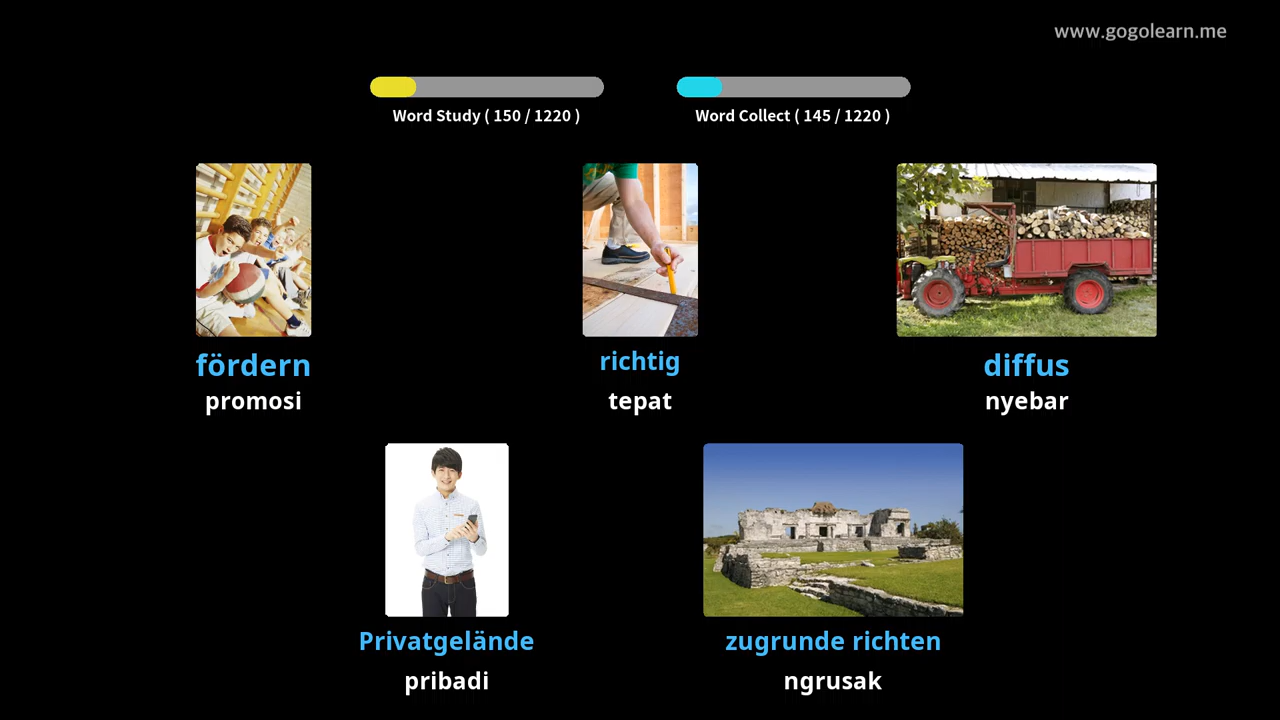 www.gogolearn.me
Word Study ( 150 / 1220 )
Word Collect ( 145 / 1220 )
fördern
promosi
richtig
tepat
diffus
nyebar
Privatgelände
pribadi
zugrunde richten
ngrusak